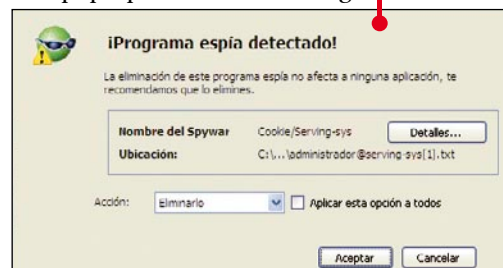 ¡Programa espía detectado!
La eliminación de este programa espía no afecta a ninguna aplicación, te
recomendamos que lo elimines.
Nombre del Spywar Cookie/Serving-sys Detalles...
Ubicación: C:\...\administrador@serving-sys[1].txt
Acción: Eliminarlo Aplicar esta opción a todos
Aceptar Cancelar